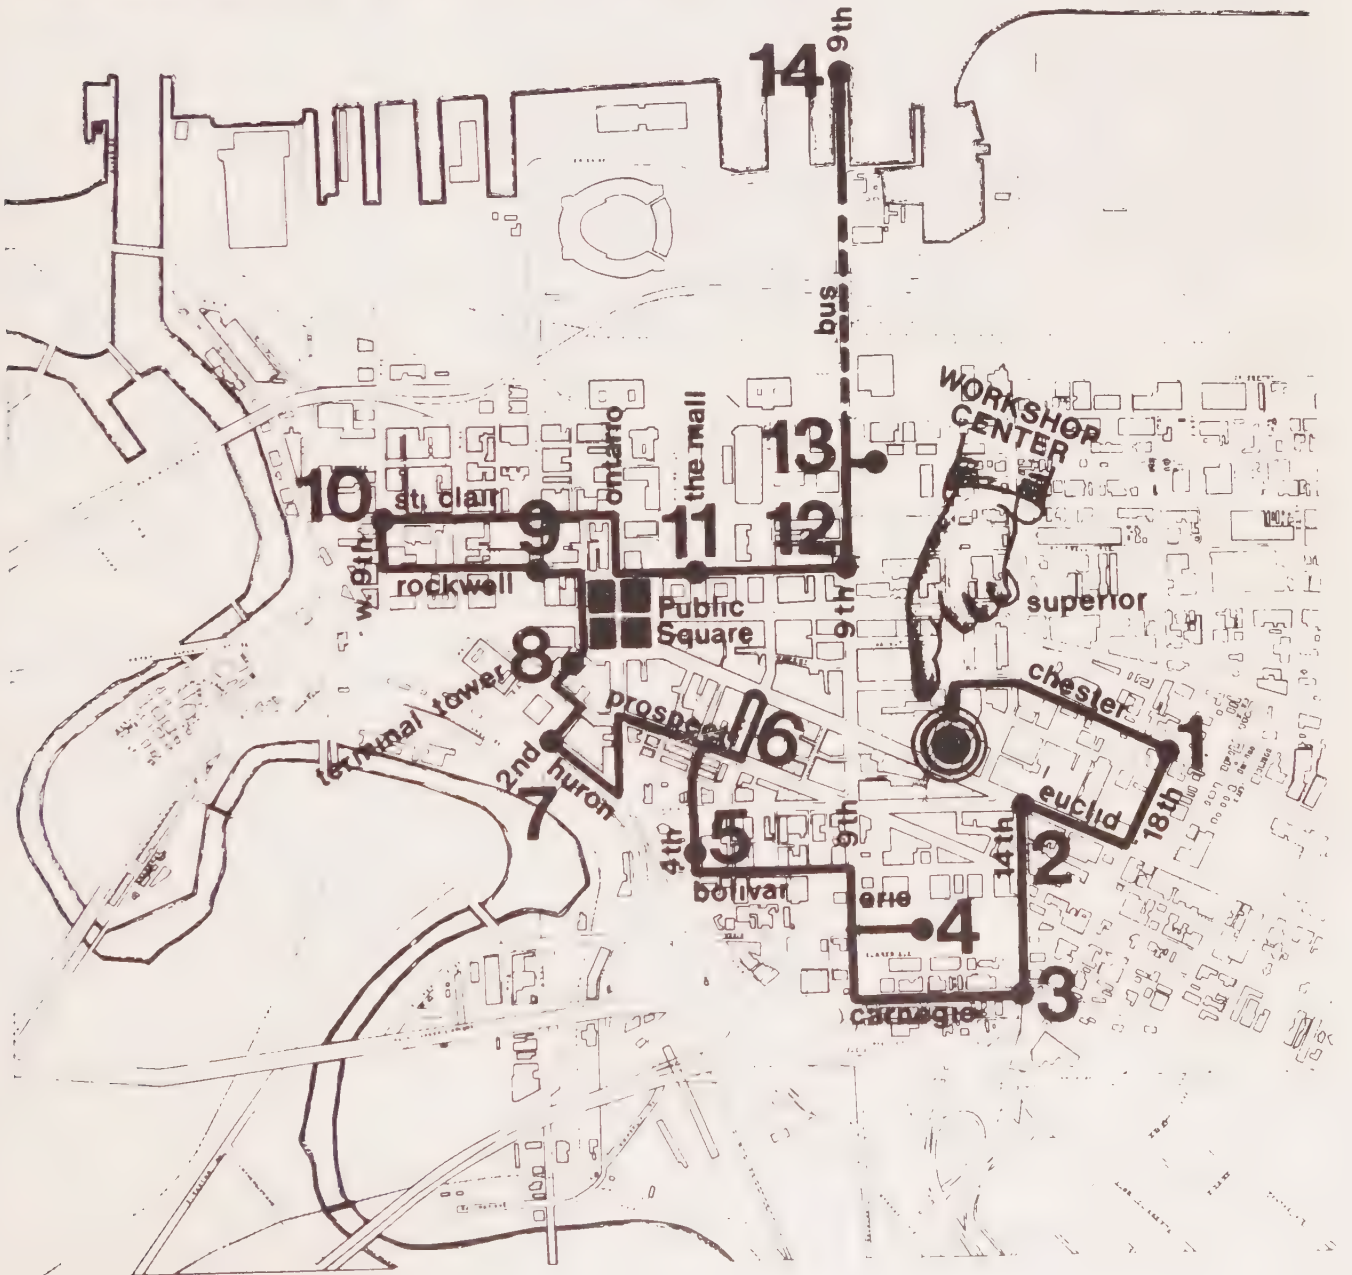 9th
14
bus
WORKSHOP
CENTER
ontario
the mall
13
10
st. clair
9
11
12
w. 9th
rockwell
9th
Public
Square
superior
8
terminal tower
chester
prospect
6
1
2nd
huron
7
euclid
18th
4th
5
9th
14th
2
bolivar
erie
4
3
carnegie